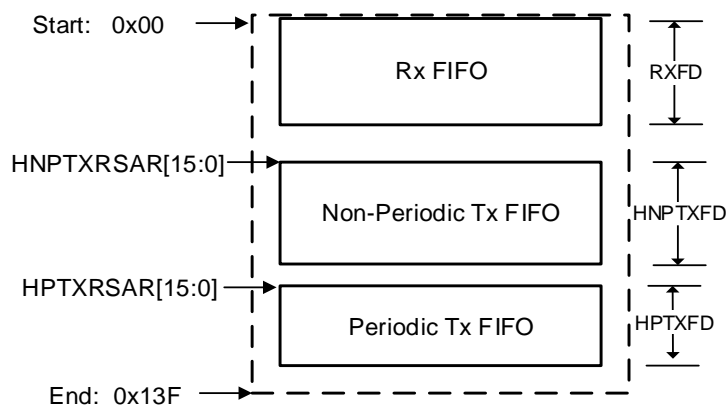 Start: 0x00
Rx FIFO
RXFD
HNPTXRSAR[15:0]
Non-Periodic Tx FIFO
HNPTXFD
HPTXRSAR[15:0]
Periodic Tx FIFO
HPTXFD
End: 0x13F